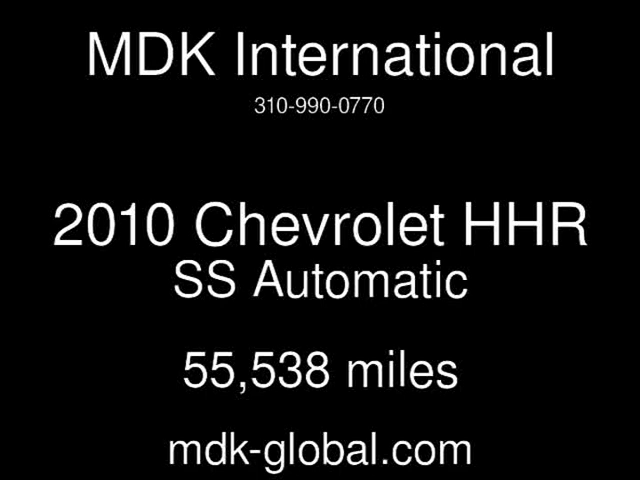 MDK International
310-990-0770
2010 Chevrolet HHR
SS Automatic
55,538 miles
mdk-global.com